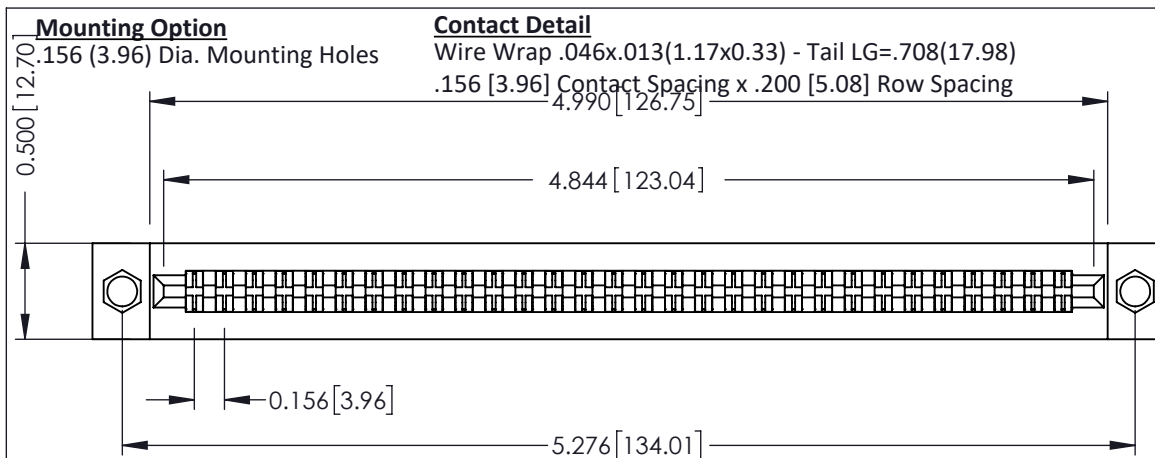 Mounting Option
.156 (3.96) Dia. Mounting Holes
Contact Detail
Wire Wrap .046x.013(1.17x0.33) - Tail LG=.708(17.98)
.156 [3.96] Contact Spacing x .200 [5.08] Row Spacing
0.500 [12.70]
4.990 [126.75]
4.844 [123.04]
0.156 [3.96]
5.276 [134.01]